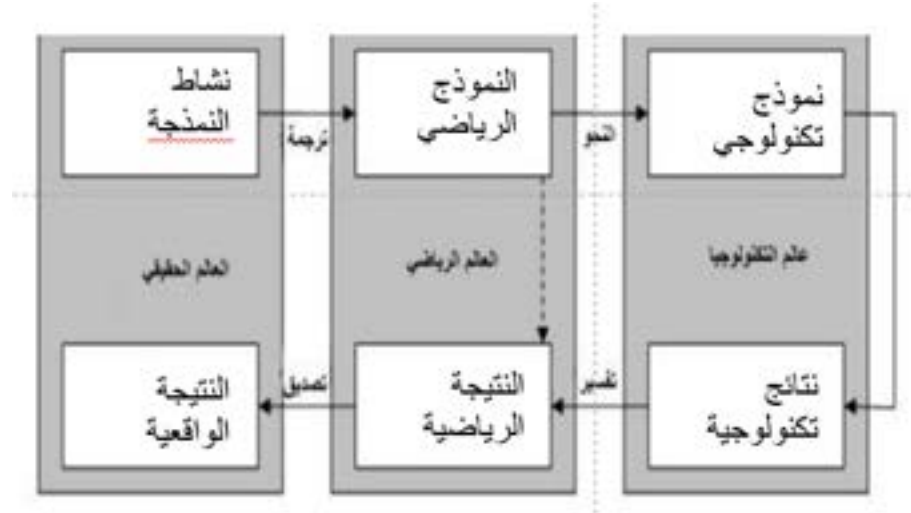 نشاط
النمذجة
ترجمة
النموذج
الرياضي
النحو
نموذج
تكنولوجي
العالم الحقيقي
العالم الرياضي
عالم التكنولوجيا
النتيجة
الواقعية
تصديق
النتيجة
الرياضية
تفسير
نتائج
تكنولوجية